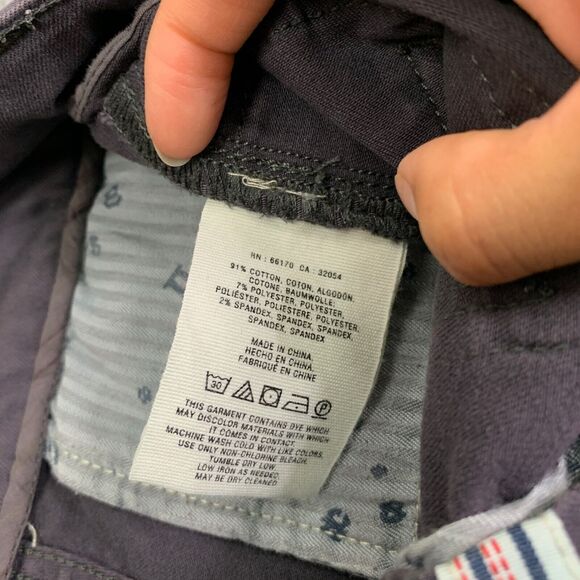 RN : 66170 CA : 32054
91% COTTON, COTON, ALGODÓN,
COTONE, BAUMWOLLE;
7% POLYESTER, POLYESTER,
POLIÉSTER, POLIESTERE, POLYESTER,
2% SPANDEX, SPANDEX, SPANDEX,
SPANDEX, SPANDEX
MADE IN CHINA
HECHO EN CHINA
FABRIQUÉ EN CHINE
30 P
THIS GARMENT CONTAINS DYE WHICH
MAY DISCOLOR MATERIALS WITH WHICH
IT COMES IN CONTACT.
MACHINE WASH COLD WITH LIKE COLORS.
USE ONLY NON-CHLORINE BLEACH.
TUMBLE DRY LOW.
LOW IRON AS NEEDED.
MAY BE DRY CLEANED.